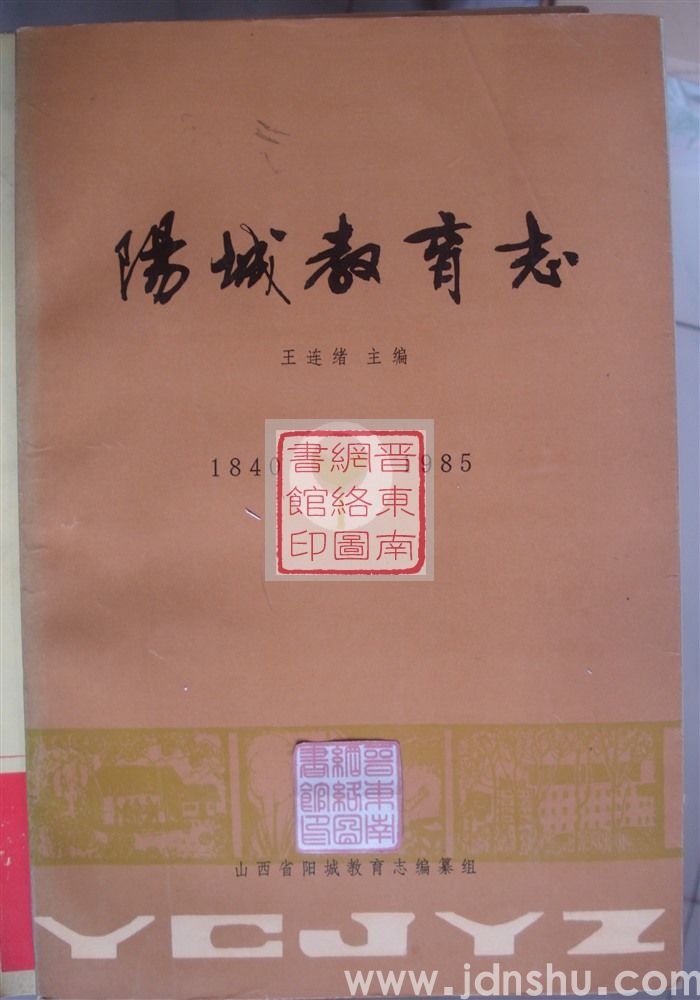 陽城教育志
王连绪 主编
1840 985
晋東南
網絡圖
書館印
晋東南
網絡圖
書館印
山西省阳城教育志编纂组
YCJYZ
www.jdnshu.com